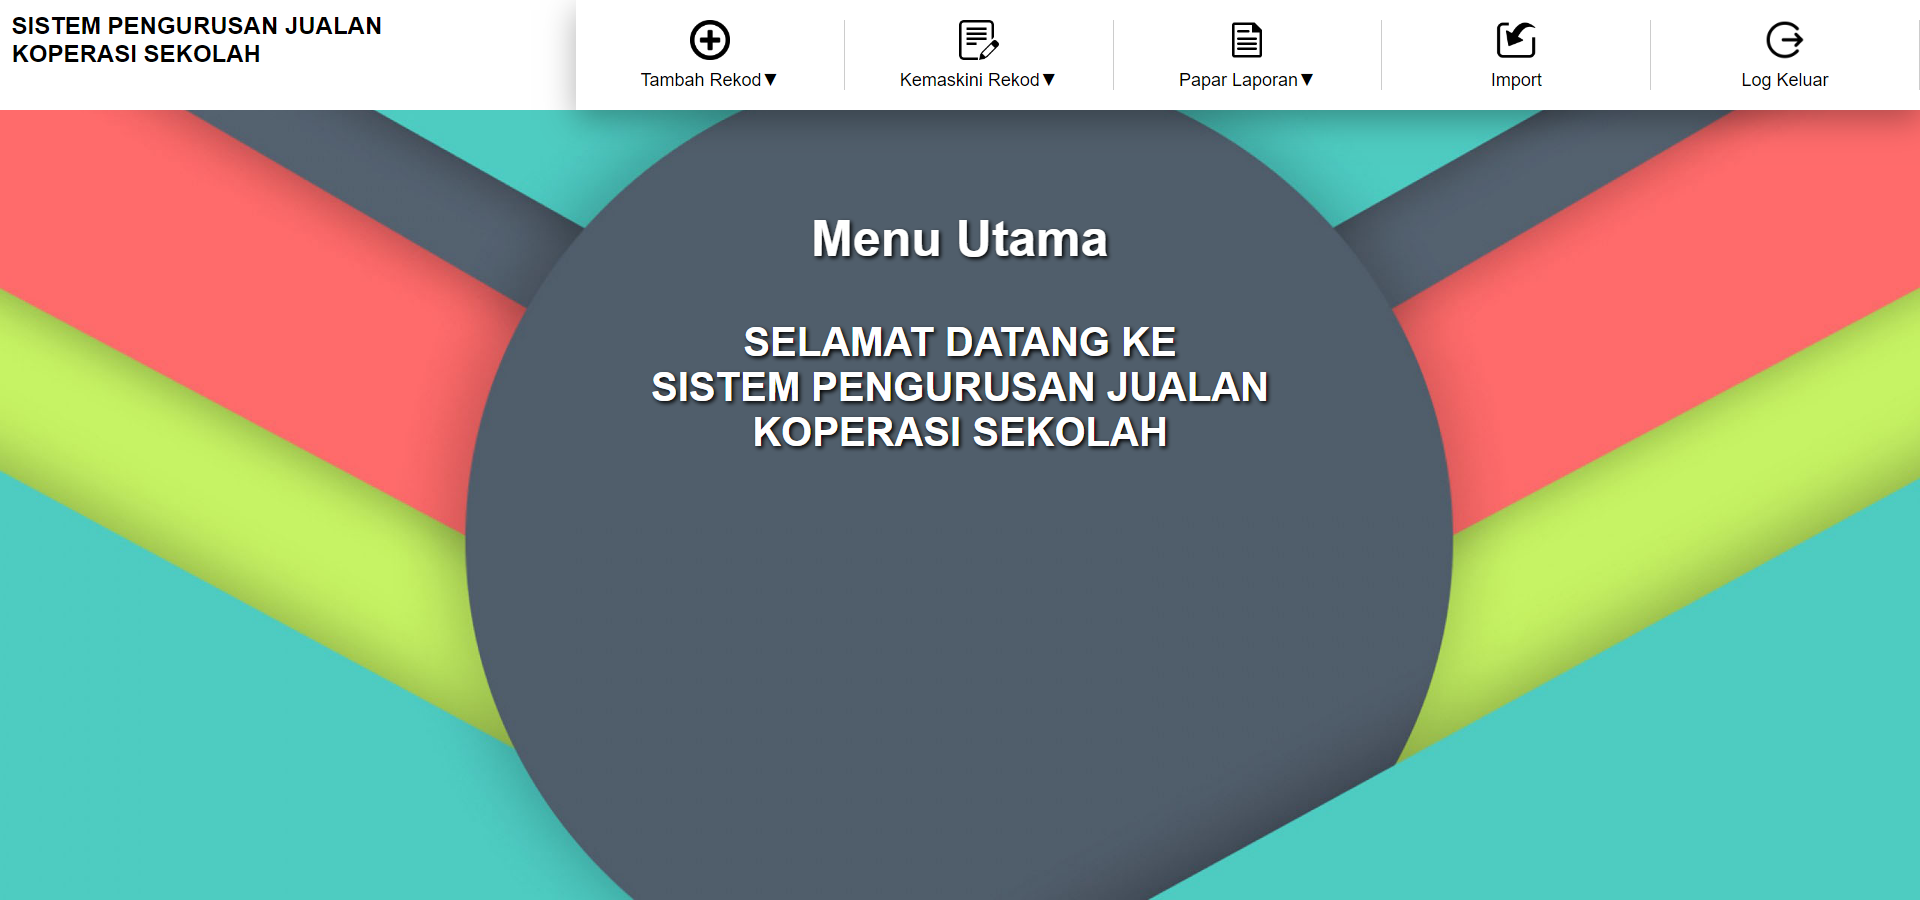 SISTEM PENGURUSAN JUALAN
KOPERASI SEKOLAH
Tambah Rekod▼
Kemaskini Rekod▼
Papar Laporan▼
Import
Log Keluar
Menu Utama
SELAMAT DATANG KE
SISTEM PENGURUSAN JUALAN
KOPERASI SEKOLAH